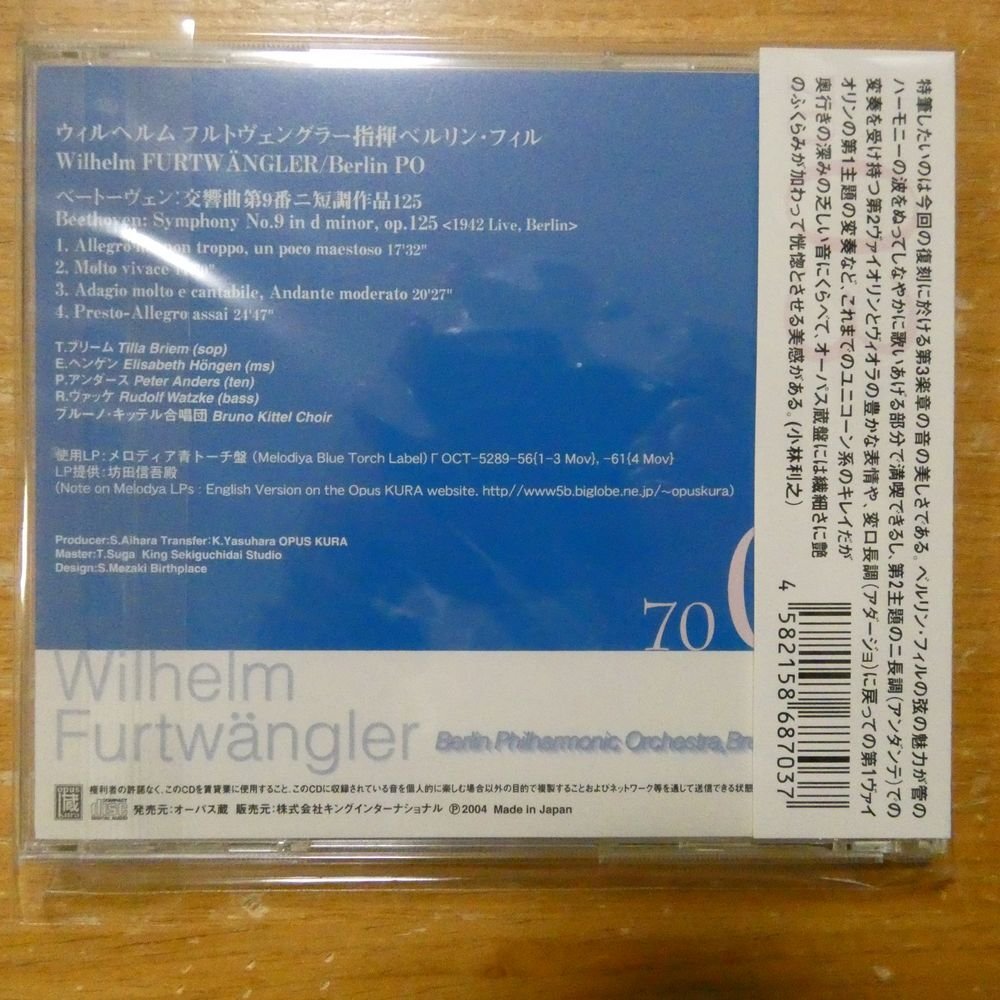 ウィルヘルム フルトヴェングラー指揮ベルリン・フィル
Wilhelm FURTWÄNGLER/Berlin PO
ベートーヴェン:交響曲第9番ニ短調作品125
Beethoven: Symphony No.9 in d minor, op.125 <1942 Live, Berlin>
1. Allegro ma non troppo, un poco maestoso 17'32"
2. Molto vivace
3. Adagio molto e cantabile, Andante moderato 20'27"
4. Presto-Allegro assai 24'47"
T.ブリーム Tilla Briem (sop)
E.ヘンゲン Elisabeth Höngen (ms)
P.アンダース Peter Anders (ten)
R.ヴァッケ Rudolf Watzke (bass)
ブルーノ・キッテル合唱団 Bruno Kittel Choir
使用LP:メロディア青トーチ盤 (Melodiya Blue Torch Label) Γ OCT-5289-56{1-3 Mov}, -61{4 Mov}
LP提供:坊田信吾殿
(Note on Melodya LPs : English Version on the Opus KURA website. http//www5b.biglobe.ne.jp/~opuskura)
Producer:S.Aihara Transfer:K.Yasuhara OPUS KURA
Master:T.Suga King Sekiguchidai Studio
Design:S.Mezaki Birthplace
70
Wilhelm
Furtwängler
Berlin Philharmonic Orchestra, Bru
opus
蔵
kura
COMPACT
disc
DIGITAL AUDIO
権利者の許諾なく、このCDを賃貸業に使用すること、このCDに収録されている音を個人的に楽しむ場合以外の目的で複製することおよびネットワーク等を通して送信できる状態
発売元:オーパス蔵 販売元:株式会社キングインターナショナル Ⓟ2004 Made in Japan
特筆したいのは今回の復刻に於ける第3楽章の音の美しさである。ベルリン・フィルの弦の魅力が管の
ハーモニーの波をぬってしなやかに歌いあげる部分で満喫できるし、第2主題のニ長調(アンダンテ)での
変奏を受け持つ第2ヴァイオリンとヴィオラの豊かな表情や、変ロ長調(アダージョ)に戻っての第1ヴァイ
オリンの第1主題の変奏など、これまでのユニコーン系のキレイだが
奥行きの深みの乏しい音にくらべて、オーパス蔵盤には繊細さに艶
のふくらみが加わって恍惚とさせる美感がある。(小林利之)
4 582158 687037